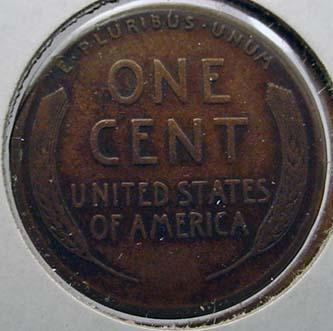 E·PLURIBUS·UNUM
ONE
CENT
UNITED STATES
OF AMERICA